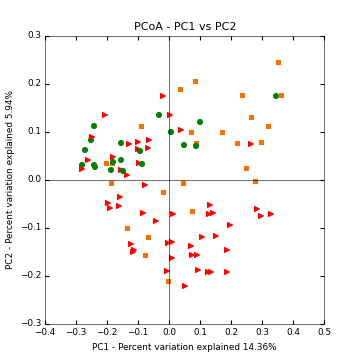 PCoA - PC1 vs PC2
0.3
0.2
0.1
0.0
−0.1
−0.2
−0.3
−0.4 −0.3 −0.2 −0.1 0.0 0.1 0.2 0.3 0.4 0.5
PC2 - Percent variation explained 5.94%
PC1 - Percent variation explained 14.36%